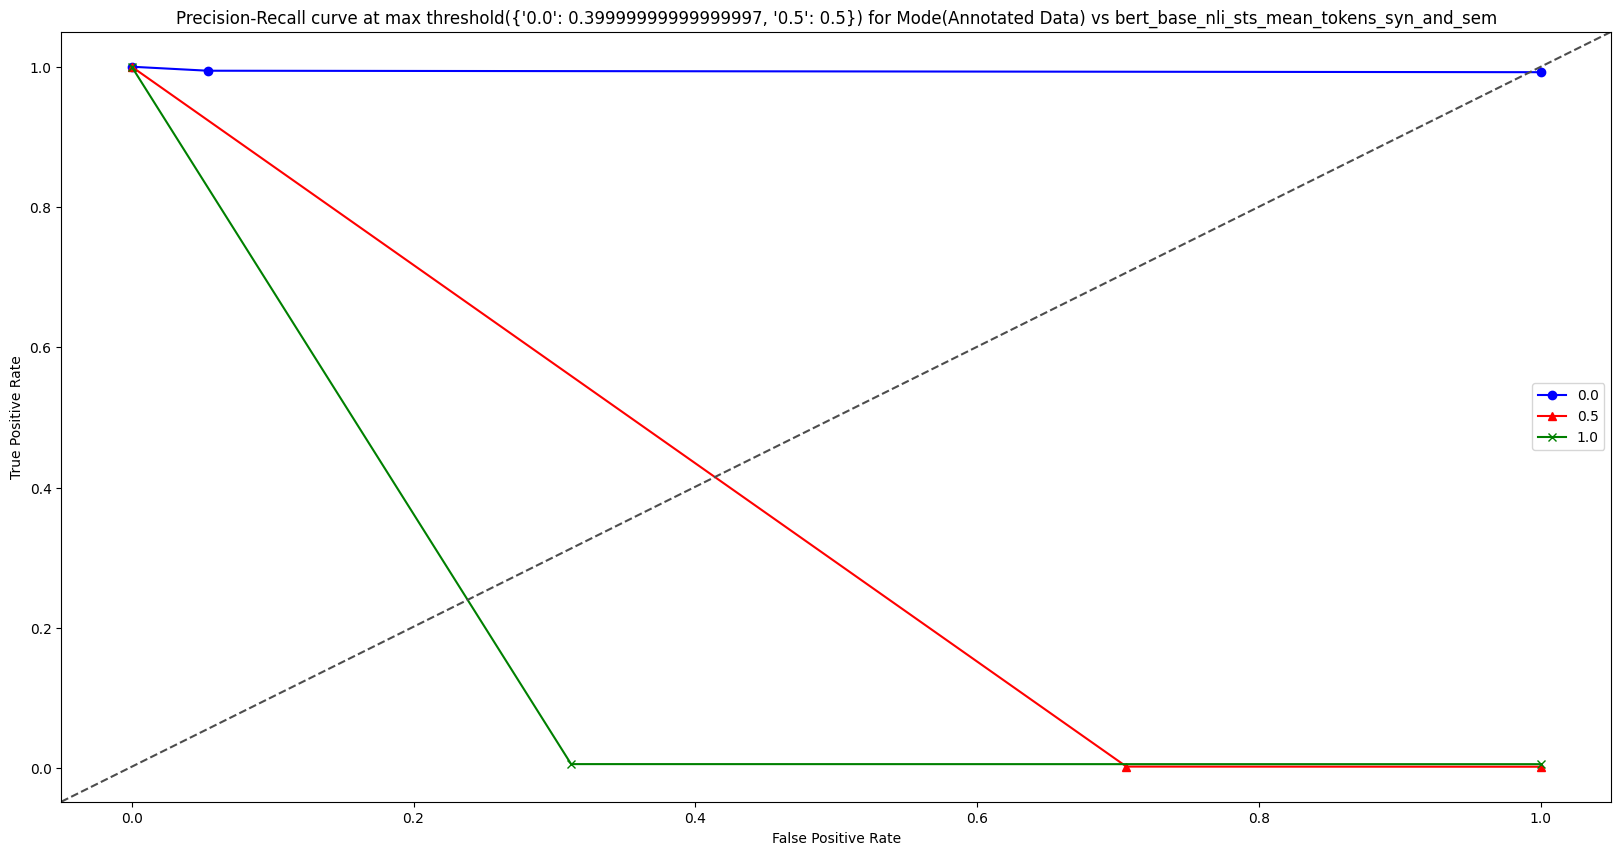 Precision-Recall curve at max threshold({'0.0': 0.39999999999999997, '0.5': 0.5}) for Mode(Annotated Data) vs bert_base_nli_sts_mean_tokens_syn_and_sem
1.0
0.8
0.6
0.4
0.2
0.0
True Positive Rate
0.0
0.5
1.0
0.0 0.2 0.4 0.6 0.8 1.0
False Positive Rate